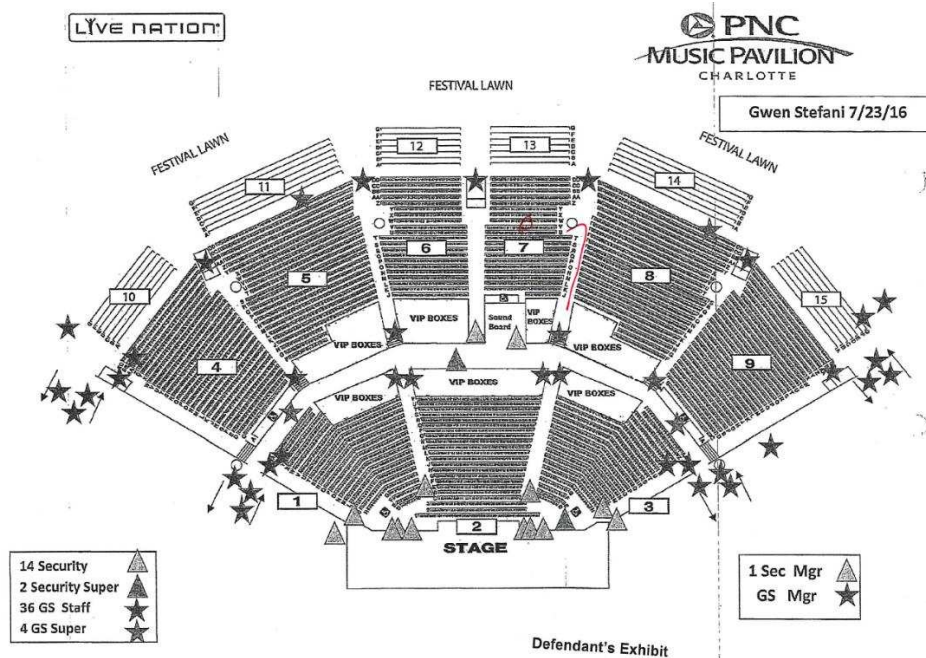 LIVE NATION
PNC
MUSIC PAVILION
CHARLOTTE
Gwen Stefani 7/23/16
FESTIVAL LAWN
FESTIVAL LAWN
FESTIVAL LAWN
12
13
11
14
10
15
6
7
5
8
4
9
VIP BOXES
VIP BOXES
Sound Board
VIP BOXES
VIP BOXES
VIP BOXES
VIP BOXES
VIP BOXES
1
2
3
STAGE
14 Security
2 Security Super
36 GS Staff
4 GS Super
1 Sec Mgr
GS Mgr
Defendant's Exhibit